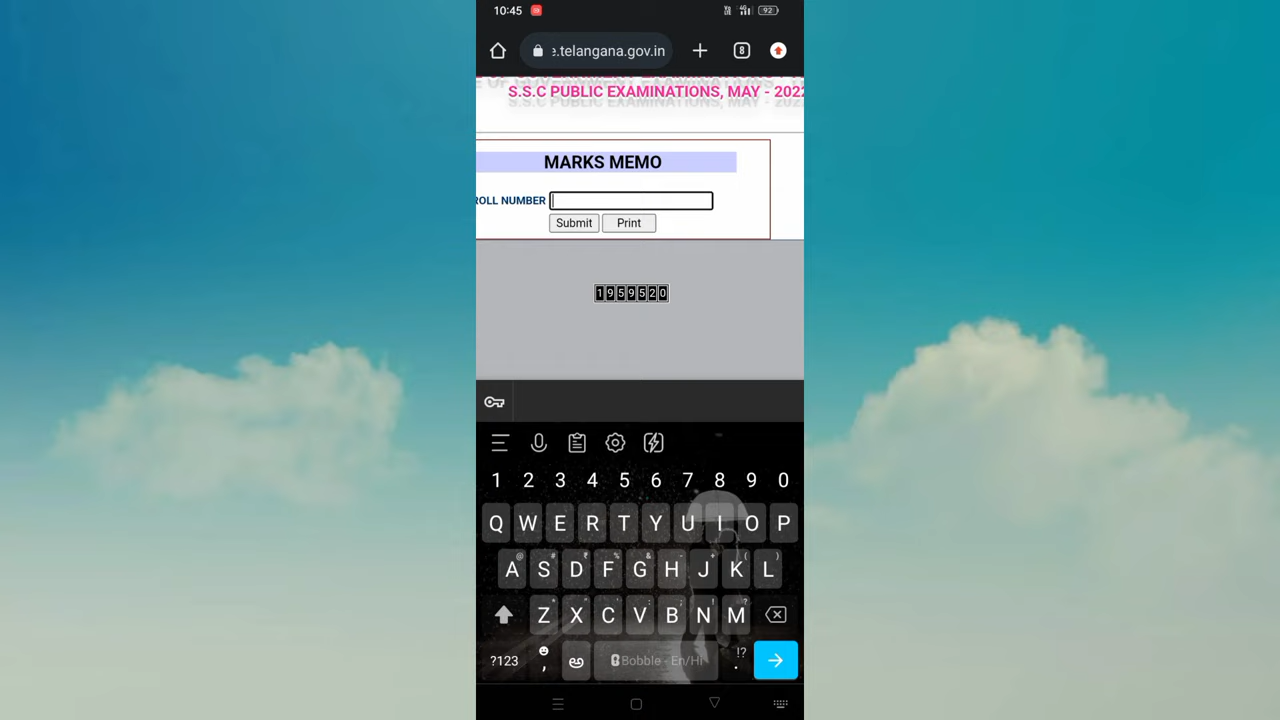 10:45
92
e.telangana.gov.in
8
S.S.C PUBLIC EXAMINATIONS, MAY - 2022
MARKS MEMO
ROLL NUMBER
Submit Print
1959520
1 2 3 4 5 6 7 8 9 0
Q W E R T Y U I O P
A S D F G H J K L
Z X C V B N M
?123 , అ Bobble - En/HI !? .